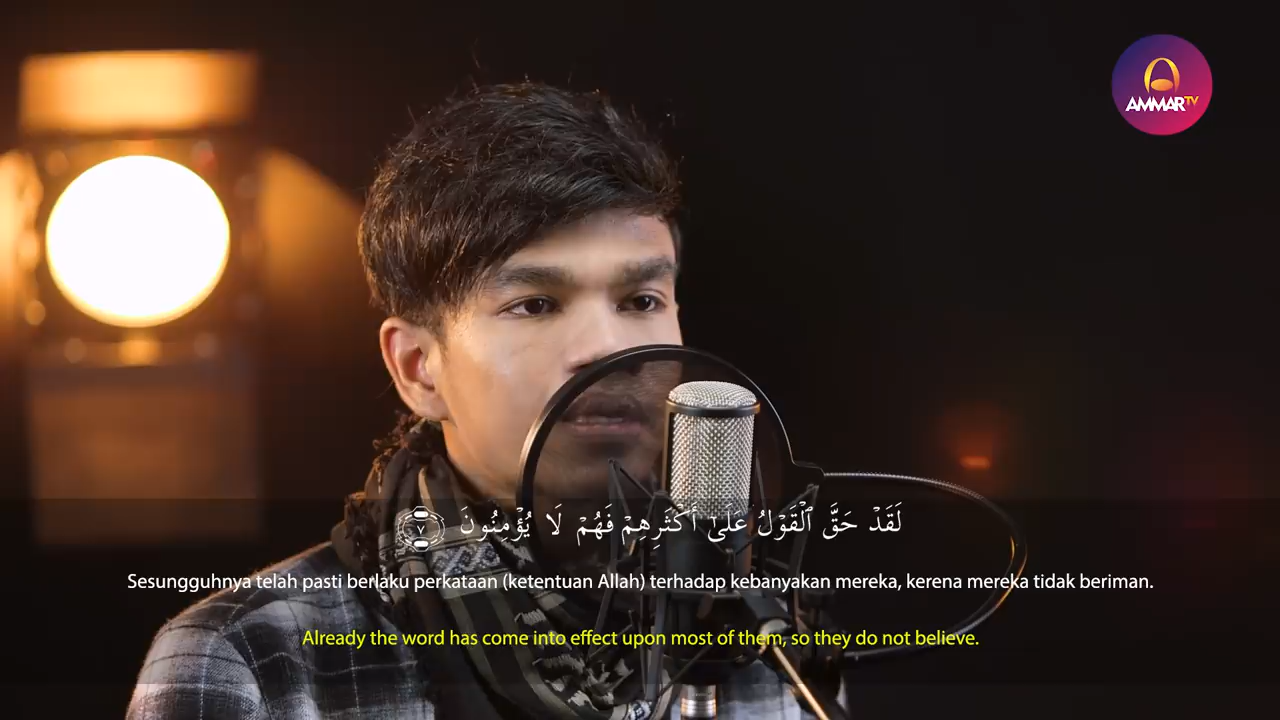 AMMARTV
لَقَدْ حَقَّ ٱلْقَوْلُ عَلَىٰٓ أَكْثَرِهِمْ فَهُمْ لَا يُؤْمِنُونَ ٧
Sesungguhnya telah pasti berlaku perkataan (ketentuan Allah) terhadap kebanyakan mereka, kerena mereka tidak beriman.
Already the word has come into effect upon most of them, so they do not believe.